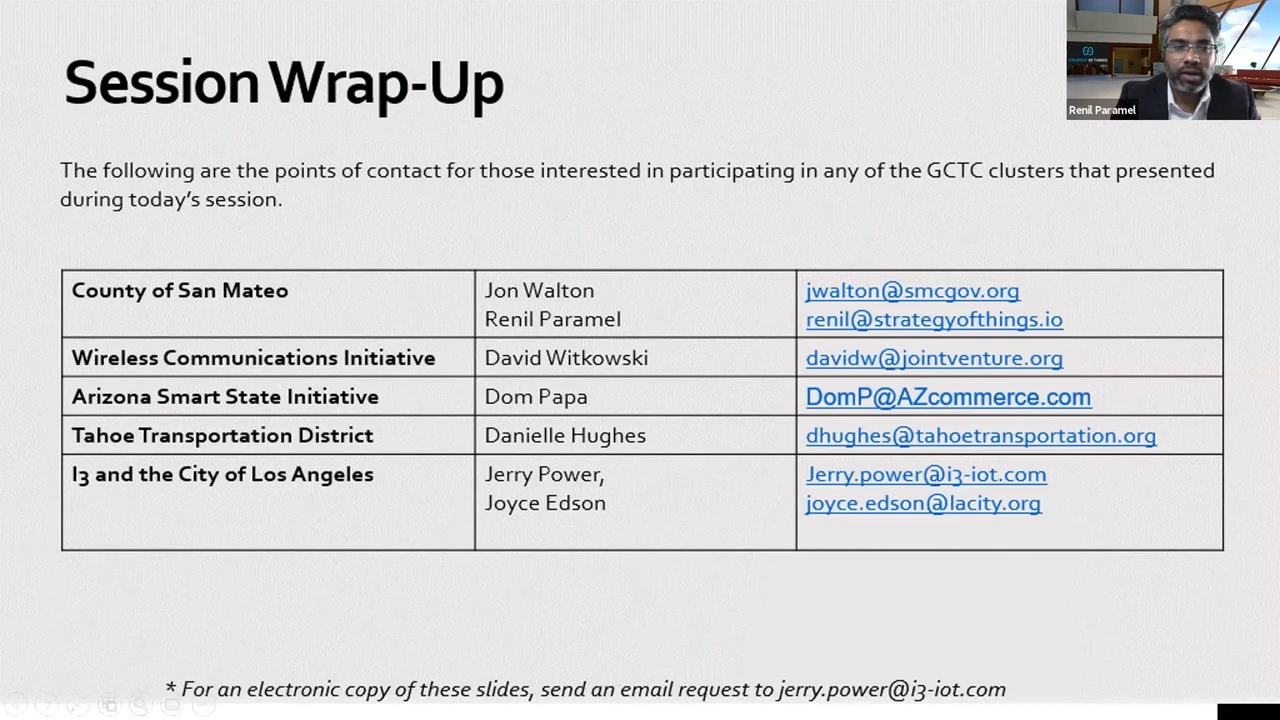 Session Wrap-Up
Renil Paramel
The following are the points of contact for those interested in participating in any of the GCTC clusters that presented
during today’s session.
County of San Mateo
Jon Walton
Renil Paramel
jwalton@smcgov.org
renil@strategyofthings.io
Wireless Communications Initiative
David Witkowski
davidw@jointventure.org
Arizona Smart State Initiative
Dom Papa
DomP@AZcommerce.com
Tahoe Transportation District
Danielle Hughes
dhughes@tahoetransportation.org
I3 and the City of Los Angeles
Jerry Power,
Joyce Edson
Jerry.power@i3-iot.com
joyce.edson@lacity.org
* For an electronic copy of these slides, send an email request to jerry.power@i3-iot.com